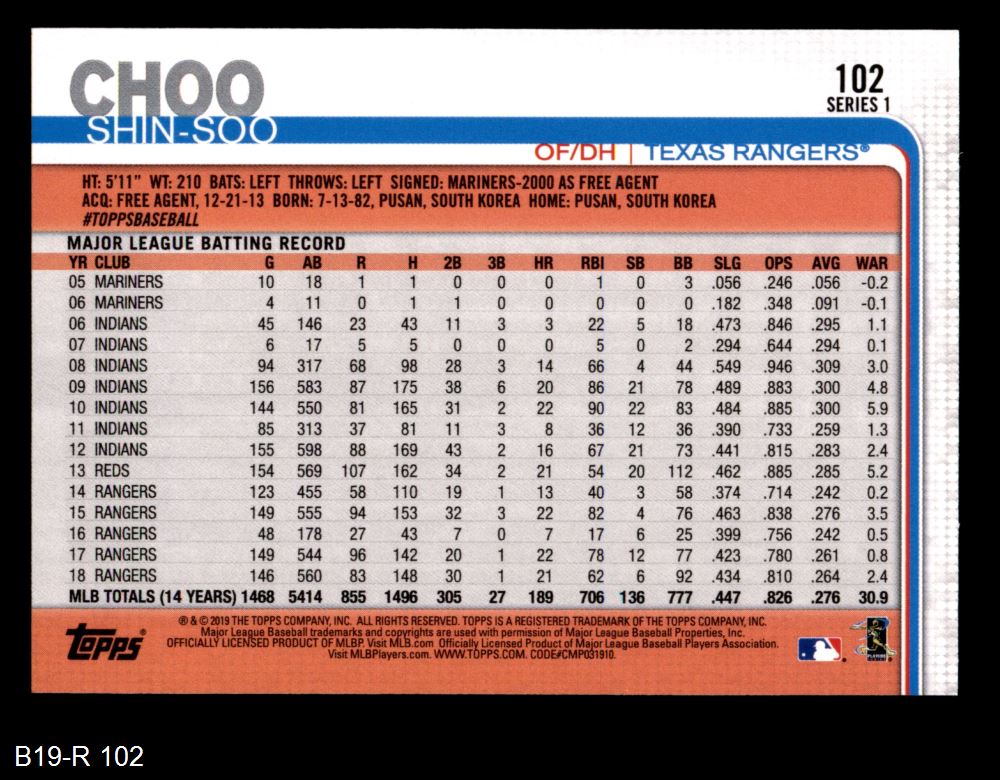 CHOO
SHIN-SOO
102
SERIES 1
OF/DH | TEXAS RANGERS®
HT: 5'11" WT: 210 BATS: LEFT THROWS: LEFT SIGNED: MARINERS-2000 AS FREE AGENT
ACQ: FREE AGENT, 12-21-13 BORN: 7-13-82, PUSAN, SOUTH KOREA HOME: PUSAN, SOUTH KOREA
#TOPPSBASEBALL
MAJOR LEAGUE BATTING RECORD
YR CLUB G AB R H 2B 3B HR RBI SB BB SLG OPS AVG WAR
05 MARINERS 10 18 1 1 0 0 0 1 0 3 .056 .246 .056 -0.2
06 MARINERS 4 11 0 1 1 0 0 0 0 0 .182 .348 .091 -0.1
06 INDIANS 45 146 23 43 11 3 3 22 5 18 .473 .846 .295 1.1
07 INDIANS 6 17 5 5 0 0 0 5 0 2 .294 .644 .294 0.1
08 INDIANS 94 317 68 98 28 3 14 66 4 44 .549 .946 .309 3.0
09 INDIANS 156 583 87 175 38 6 20 86 21 78 .489 .883 .300 4.8
10 INDIANS 144 550 81 165 31 2 22 90 22 83 .484 .885 .300 5.9
11 INDIANS 85 313 37 81 11 3 8 36 12 36 .390 .733 .259 1.3
12 INDIANS 155 598 88 169 43 2 16 67 21 73 .441 .815 .283 2.4
13 REDS 154 569 107 162 34 2 21 54 20 112 .462 .885 .285 5.2
14 RANGERS 123 455 58 110 19 1 13 40 3 58 .374 .714 .242 0.2
15 RANGERS 149 555 94 153 32 3 22 82 4 76 .463 .838 .276 3.5
16 RANGERS 48 178 27 43 7 0 7 17 6 25 .399 .756 .242 0.5
17 RANGERS 149 544 96 142 20 1 22 78 12 77 .423 .780 .261 0.8
18 RANGERS 146 560 83 148 30 1 21 62 6 92 .434 .810 .264 2.4
MLB TOTALS (14 YEARS) 1468 5414 855 1496 305 27 189 706 136 777 .447 .826 .276 30.9
topps®
® & © 2019 THE TOPPS COMPANY, INC. ALL RIGHTS RESERVED. TOPPS IS A REGISTERED TRADEMARK OF THE TOPPS COMPANY, INC.
Major League Baseball trademarks and copyrights are used with permission of Major League Baseball Properties, Inc.
OFFICIALLY LICENSED PRODUCT OF MLBP. Visit MLB.com Officially Licensed Product of Major League Baseball Players Association.
Visit MLBPlayers.com. WWW.TOPPS.COM. CODE#CMP031910.
PLAYERS
B19-R 102